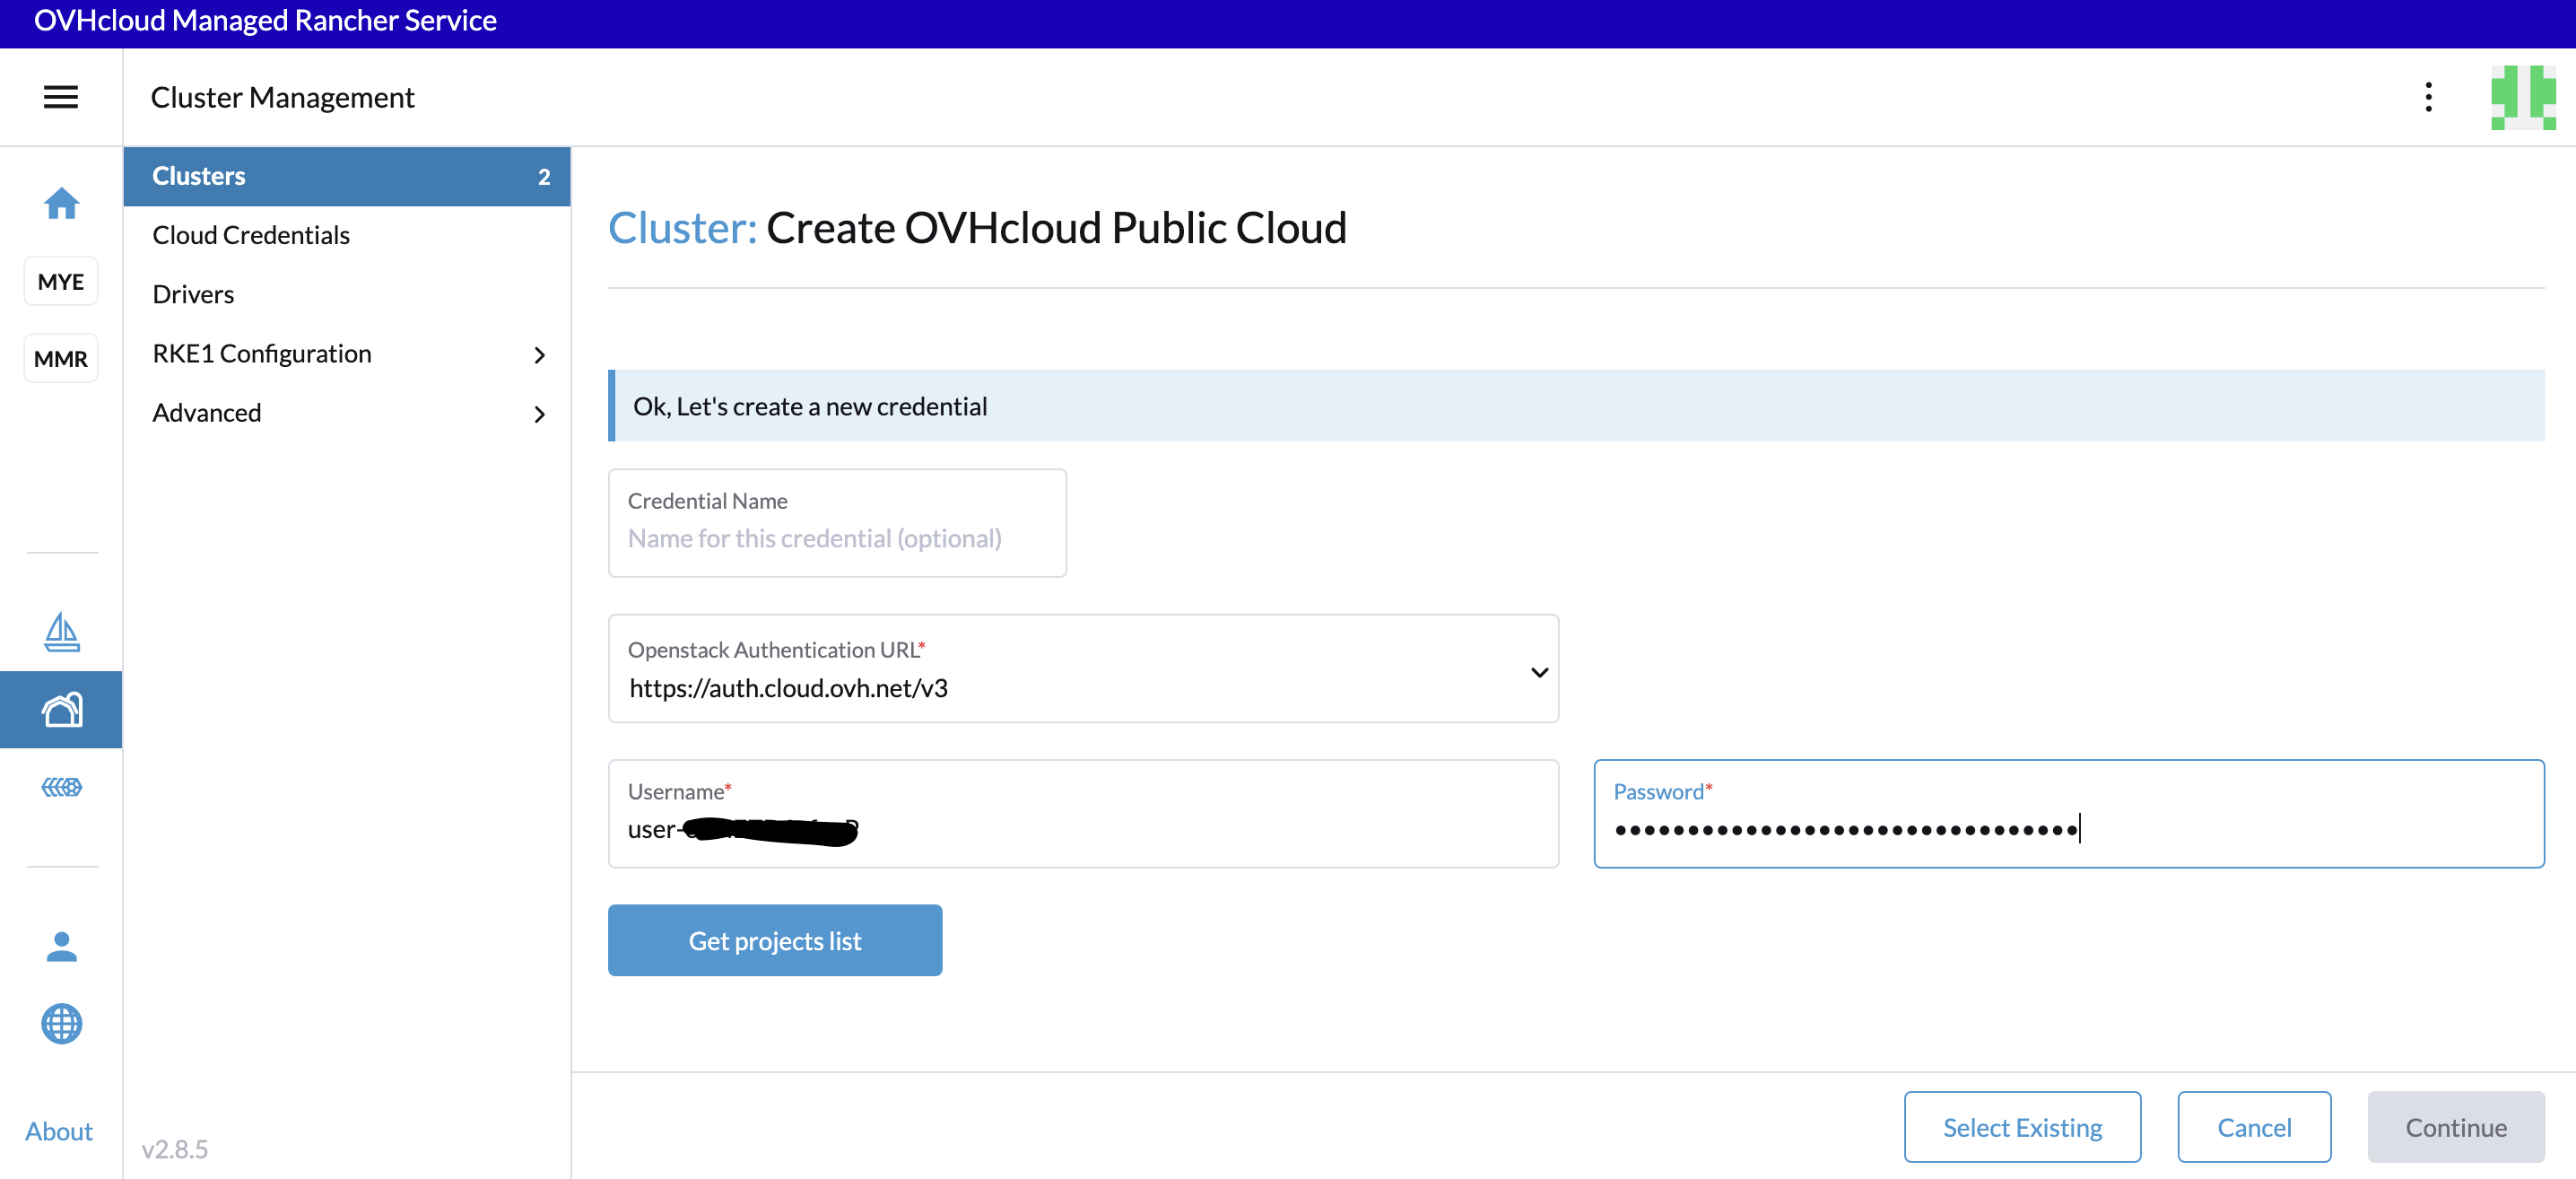 OVHcloud Managed Rancher Service
Cluster Management
Clusters 2
Cloud Credentials
Drivers
RKE1 Configuration
Advanced
MYE
MMR
About
v2.8.5
Cluster: Create OVHcloud Public Cloud
Ok, Let's create a new credential
Credential Name
Name for this credential (optional)
Openstack Authentication URL*
https://auth.cloud.ovh.net/v3
Username*
user-
Password*
Get projects list
Select Existing
Cancel
Continue